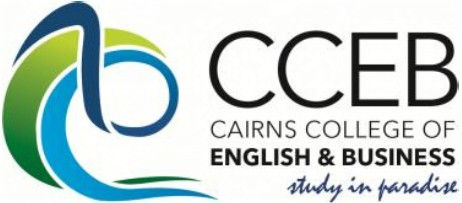 CCEB
CAIRNS COLLEGE OF
ENGLISH & BUSINESS
study in paradise